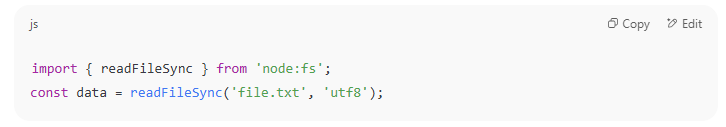 js
Copy Edit
import { readFileSync } from 'node:fs';
const data = readFileSync('file.txt', 'utf8');